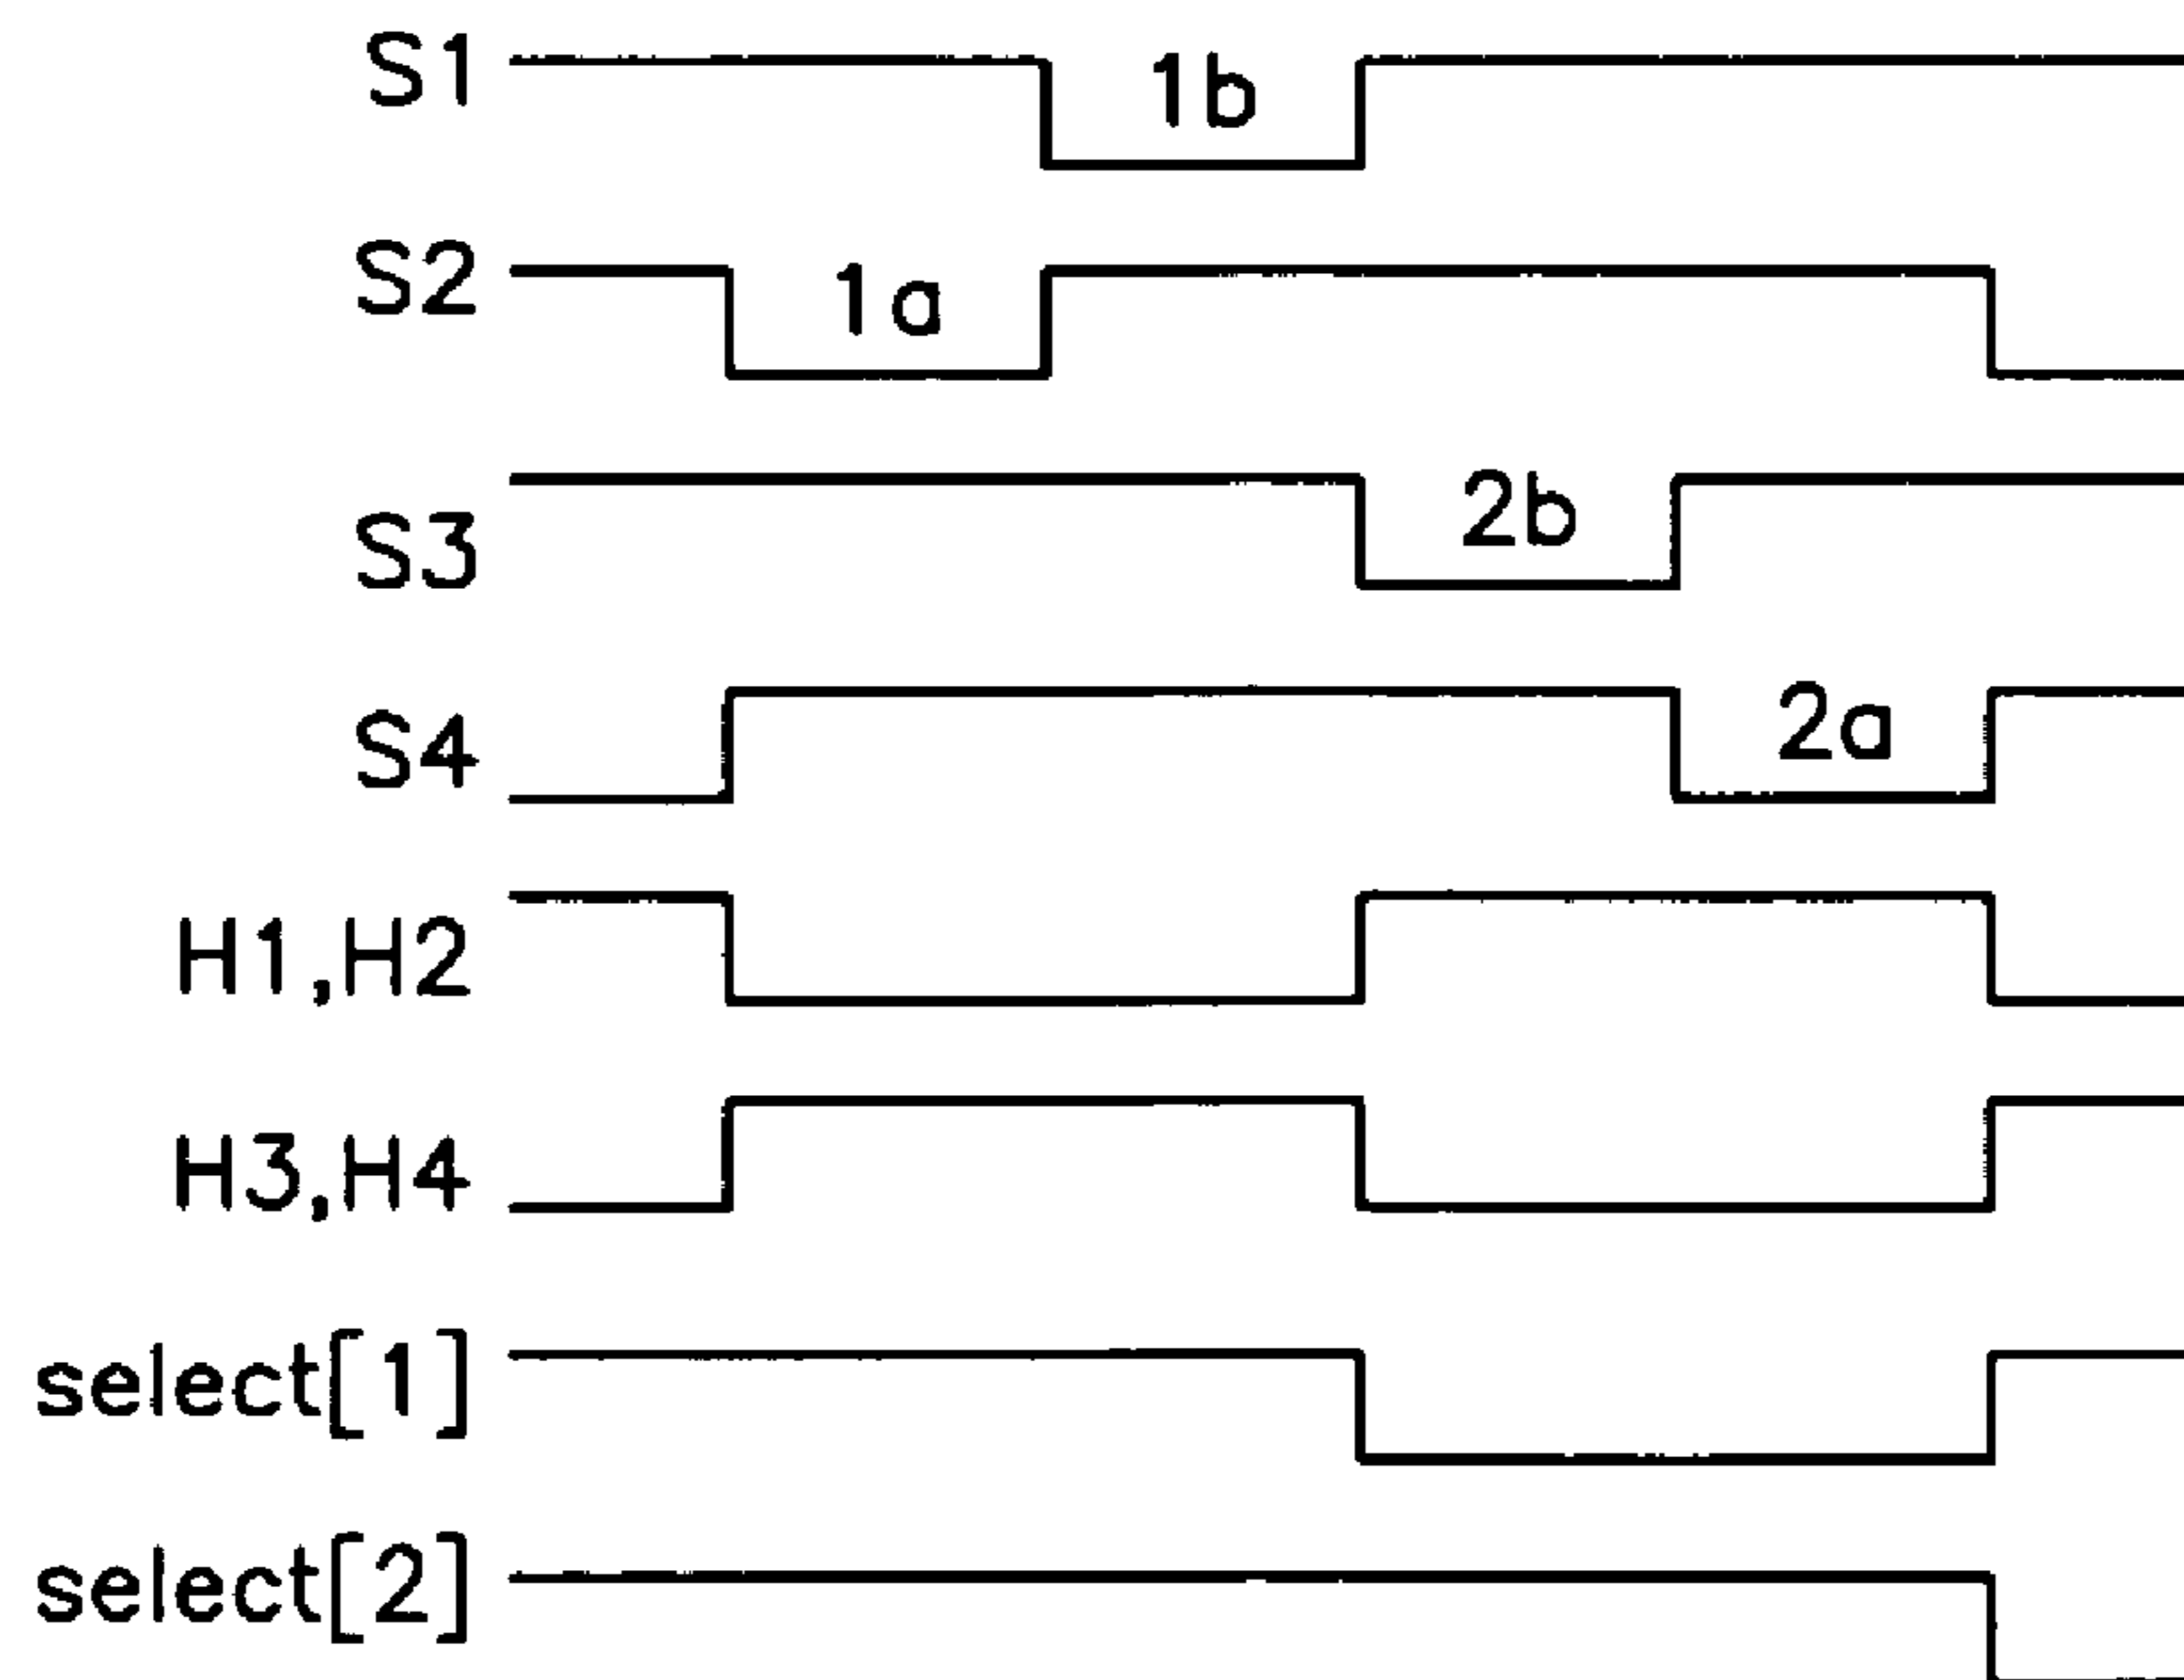 S1 1b
S2 1a
S3 2b
S4 2a
H1,H2
H3,H4
select[1]
select[2]